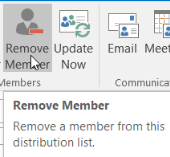 Remove Update
Member Now
Email Meet
Members
Communicat
Remove Member
Remove a member from this
distribution list.